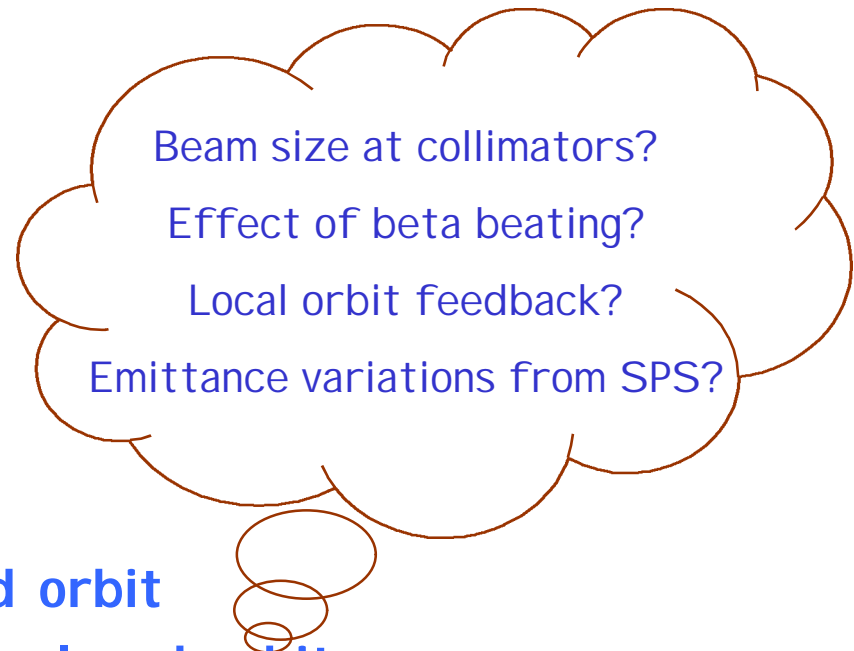 Beam size at collimators?
Effect of beta beating?
Local orbit feedback?
Emittance variations from SPS?
orbit